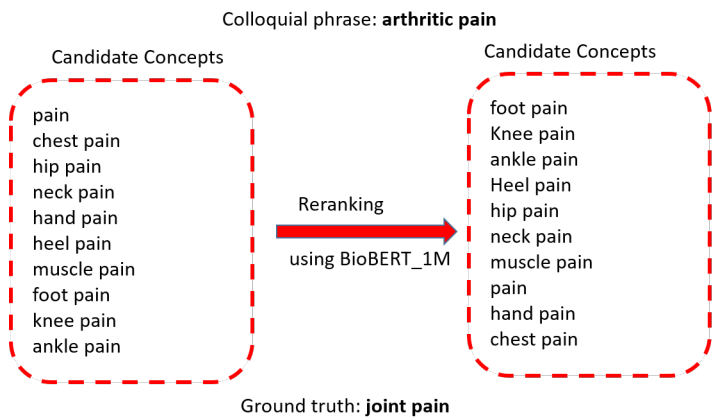 Colloquial phrase: arthritic pain
Candidate Concepts
pain
chest pain
hip pain
neck pain
hand pain
heel pain
muscle pain
foot pain
knee pain
ankle pain
Reranking
using BioBERT_1M
Candidate Concepts
foot pain
Knee pain
ankle pain
Heel pain
hip pain
neck pain
muscle pain
pain
hand pain
chest pain
Ground truth: joint pain